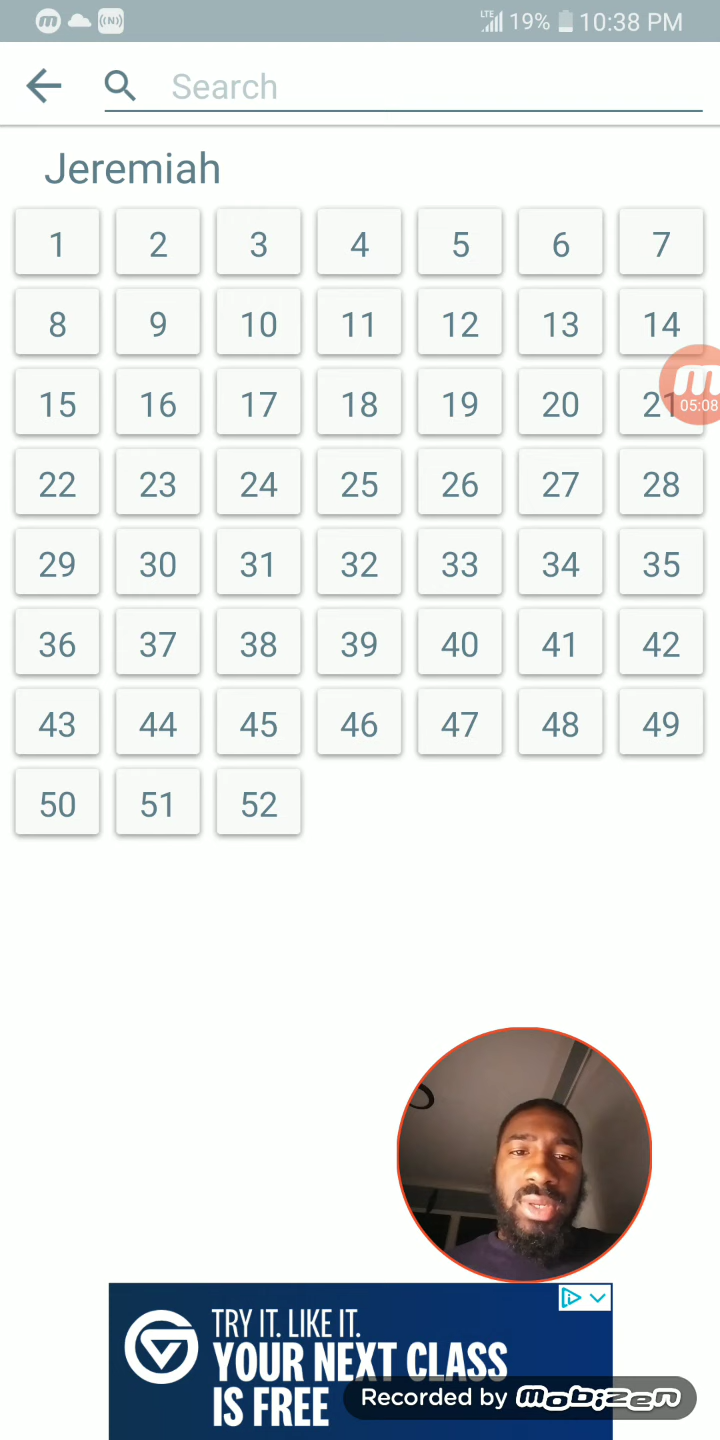 LTE 19% 10:38 PM
Search
Jeremiah
1 2 3 4 5 6 7
8 9 10 11 12 13 14
15 16 17 18 19 20 21
05:08
22 23 24 25 26 27 28
29 30 31 32 33 34 35
36 37 38 39 40 41 42
43 44 45 46 47 48 49
50 51 52
TRY IT. LIKE IT.
YOUR NEXT CLASS
IS FREE
Recorded by mobizen